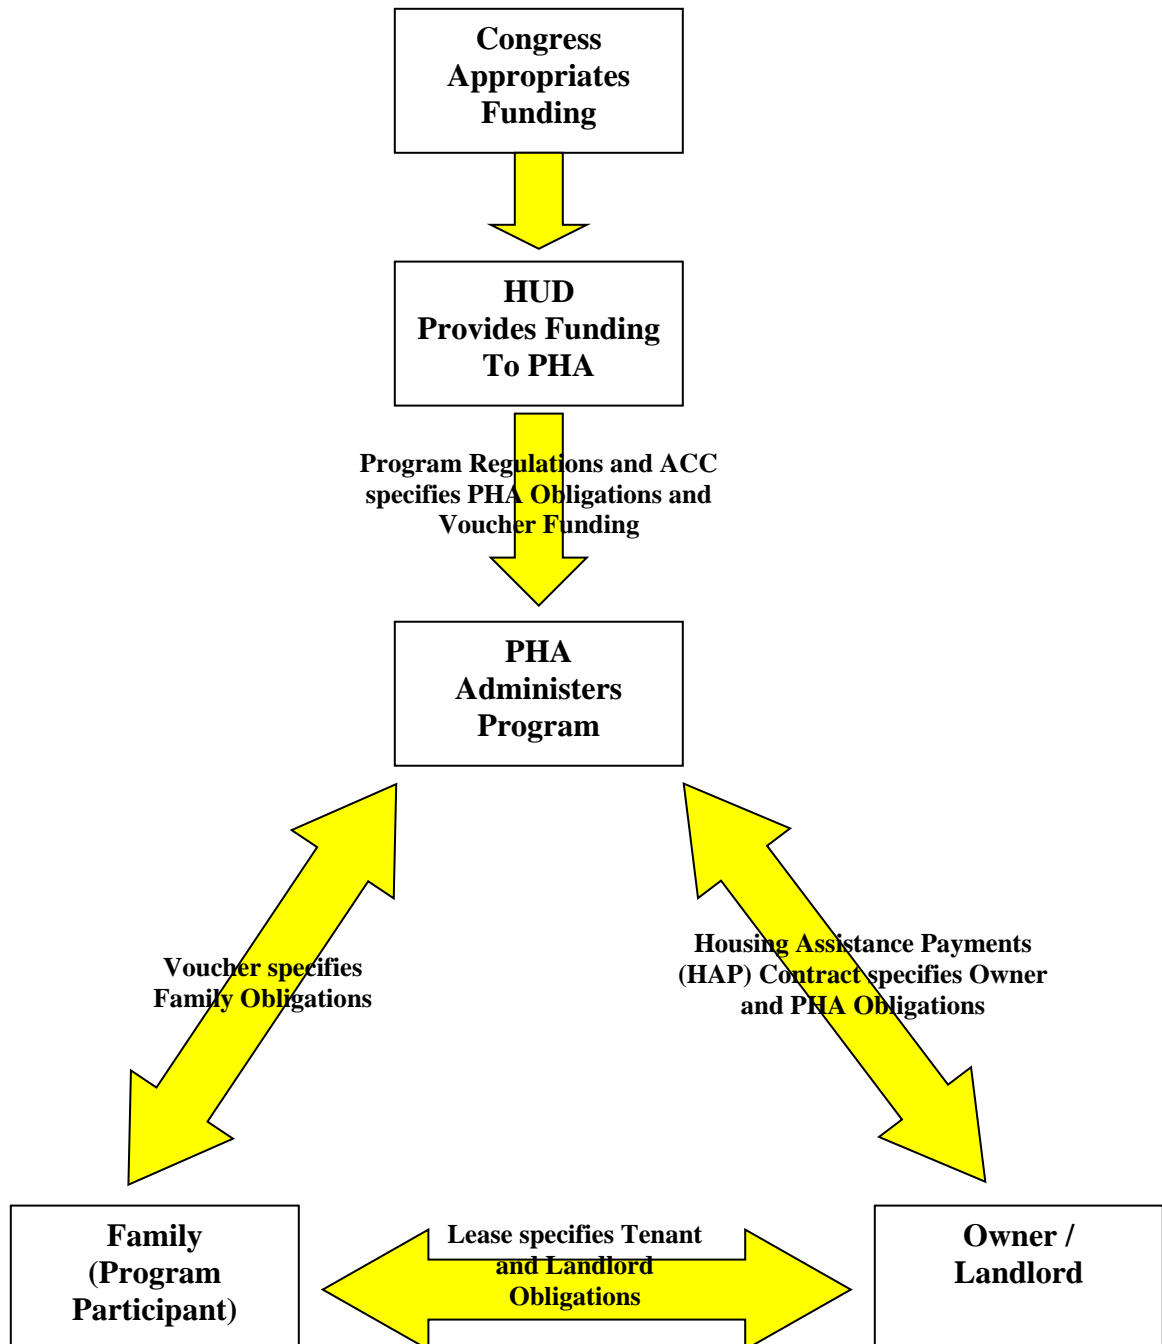 Congress
Appropriates
Funding
HUD
Provides Funding
To PHA
Program Regulations and ACC
specifies PHA Obligations and
Voucher Funding
PHA
Administers
Program
Voucher specifies
Family Obligations
Housing Assistance Payments
(HAP) Contract specifies Owner
and PHA Obligations
Family
(Program
Participant)
Lease specifies Tenant
and Landlord
Obligations
Owner /
Landlord